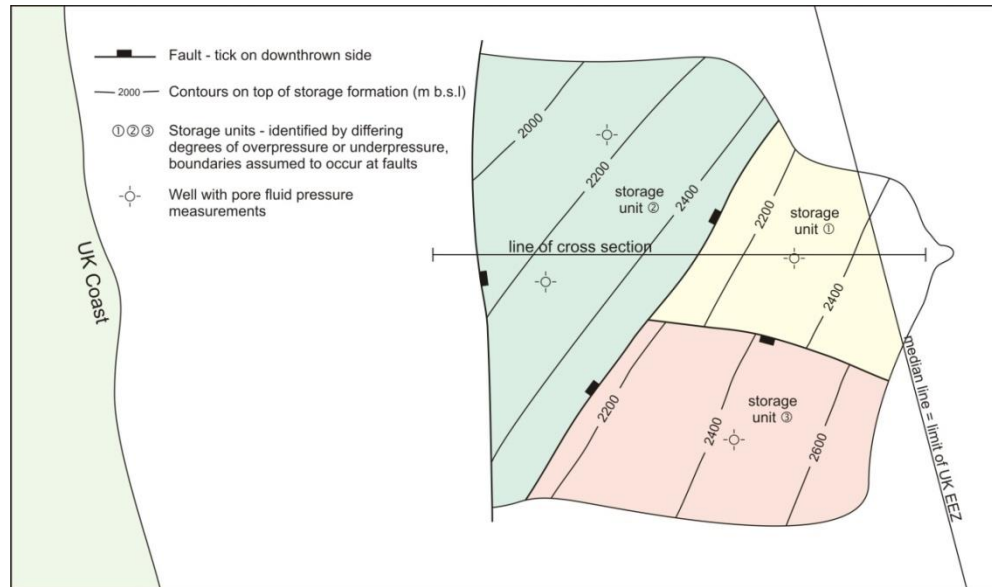 Fault - tick on downthrown side
2000
Contours on top of storage formation (m b.s.l)
①②③
Storage units - identified by differing
degrees of overpressure or underpressure,
boundaries assumed to occur at faults
Well with pore fluid pressure
measurements
UK Coast
2000
2200
2400
storage
unit ②
line of cross section
2200
storage
unit ①
2400
2200
2400
storage
unit ③
2600
median line = limit of UK EEZ